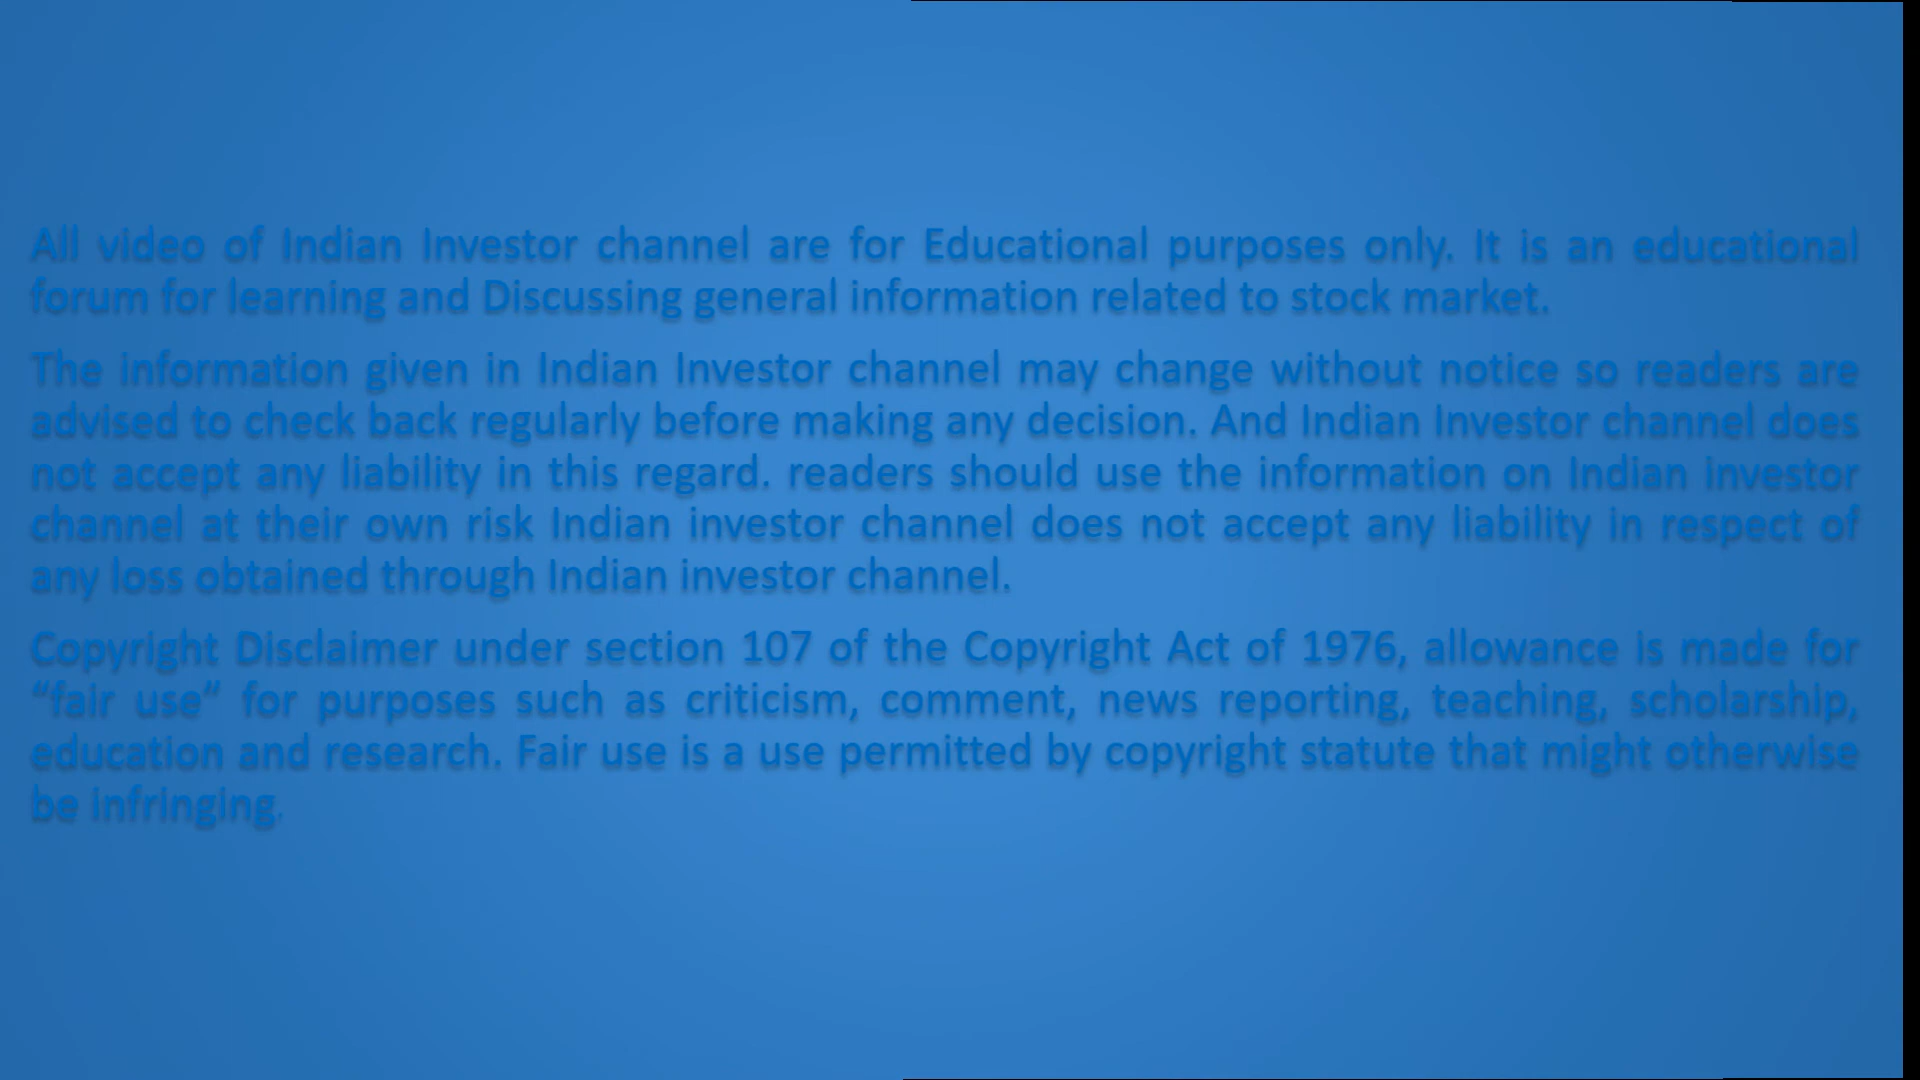 All video of Indian Investor channel are for Educational purposes only. It is an educational
forum for learning and Discussing general information related to stock market.
The information given in Indian Investor channel may change without notice so readers are
advised to check back regularly before making any decision. And Indian Investor channel does
not accept any liability in this regard. readers should use the information on Indian investor
channel at their own risk Indian investor channel does not accept any liability in respect of
any loss obtained through Indian investor channel.
Copyright Disclaimer under section 107 of the Copyright Act of 1976, allowance is made for
“fair use” for purposes such as criticism, comment, news reporting, teaching, scholarship,
education and research. Fair use is a use permitted by copyright statute that might otherwise
be infringing.